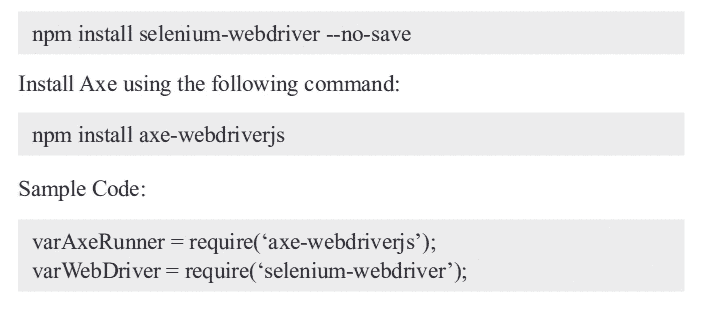 npm install selenium-webdriver --no-save
Install Axe using the following command:
npm install axe-webdriverjs
Sample Code:
varAxeRunner = require(‘axe-webdriverjs’);
varWebDriver = require(‘selenium-webdriver’);